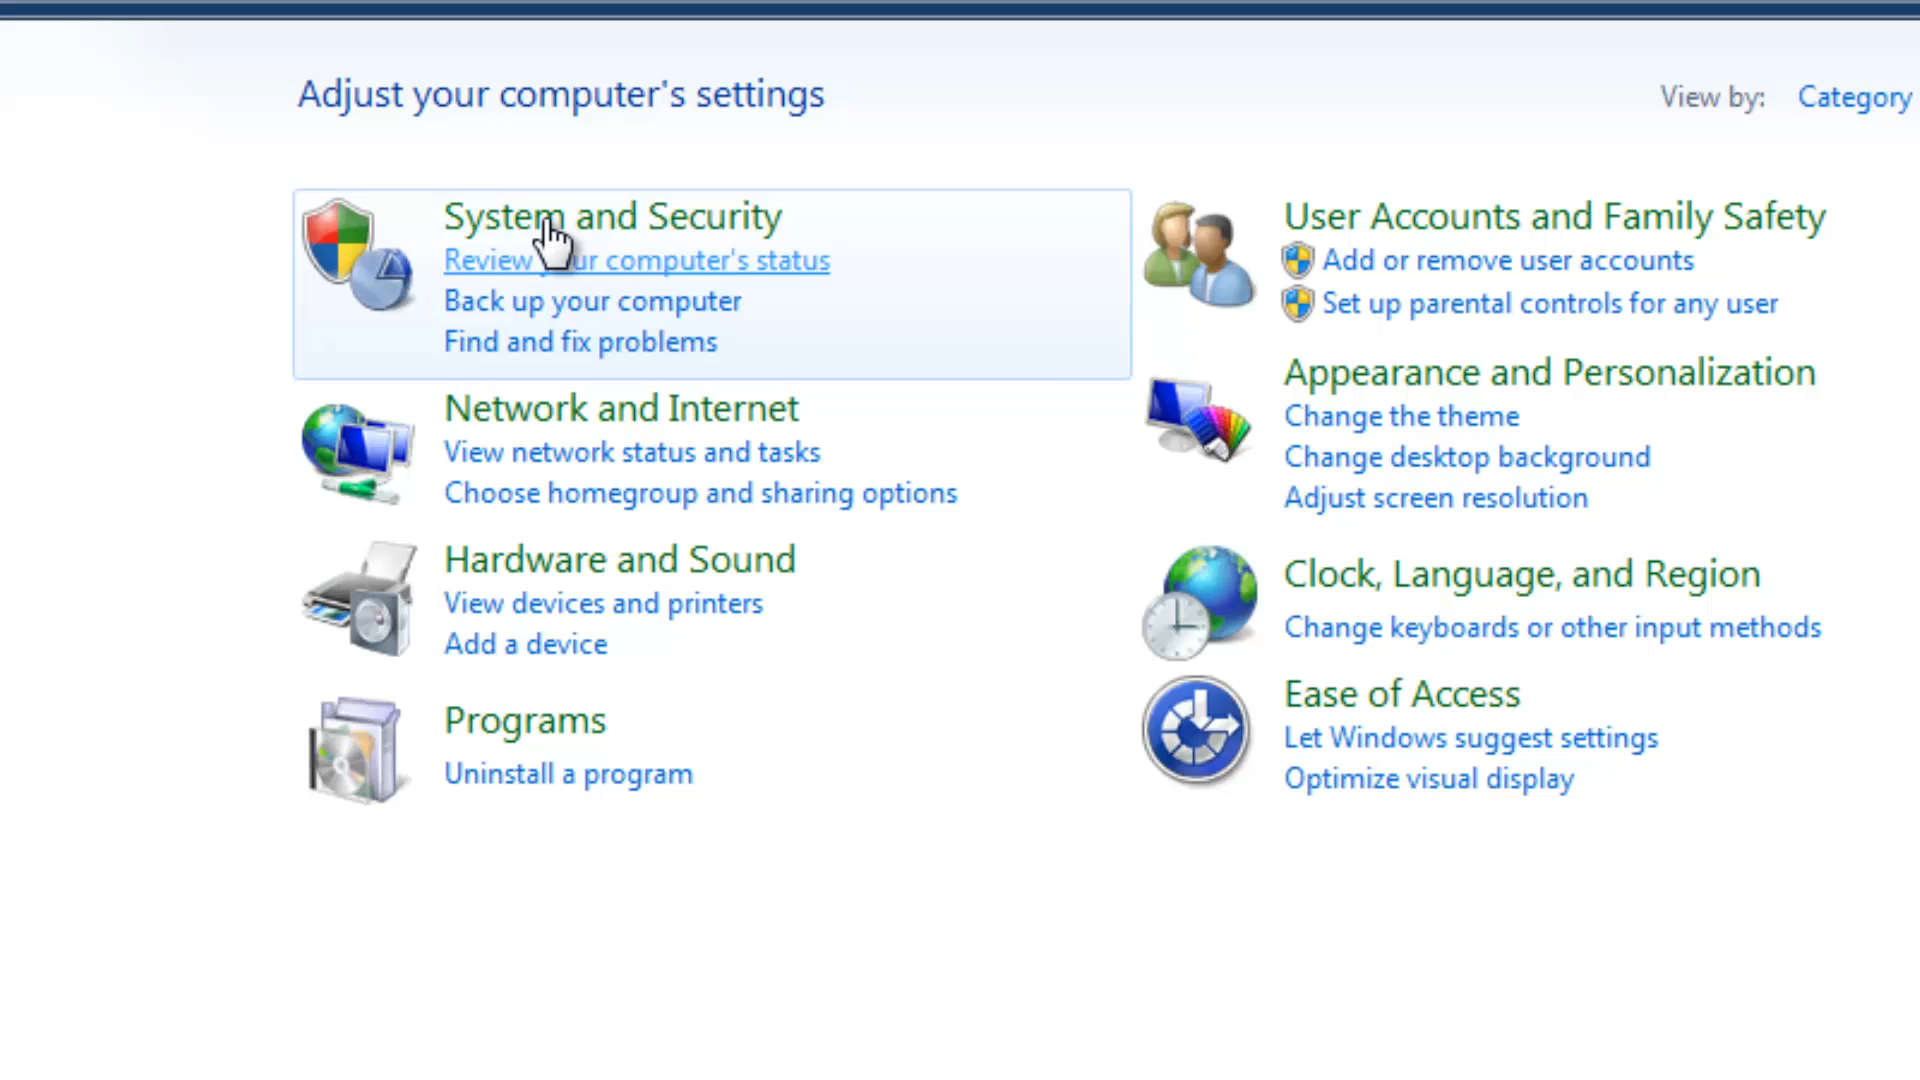 Adjust your computer's settings
View by: Category
System and Security
Review your computer's status
Back up your computer
Find and fix problems
Network and Internet
View network status and tasks
Choose homegroup and sharing options
Hardware and Sound
View devices and printers
Add a device
Programs
Uninstall a program
User Accounts and Family Safety
Add or remove user accounts
Set up parental controls for any user
Appearance and Personalization
Change the theme
Change desktop background
Adjust screen resolution
Clock, Language, and Region
Change keyboards or other input methods
Ease of Access
Let Windows suggest settings
Optimize visual display